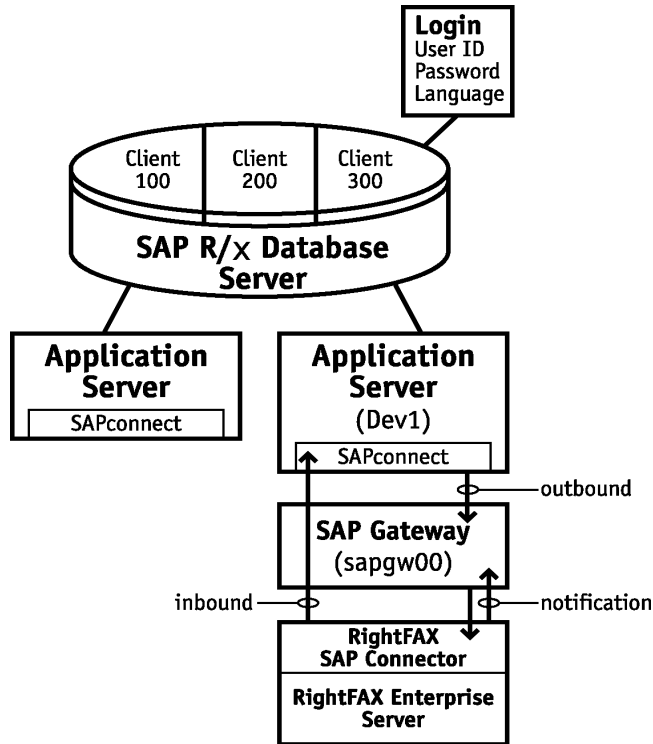 Login
User ID
Password
Language
Client
100
Client
200
Client
300
SAP R/x Database
Server
Application
Server
SAPconnect
Application
Server
(Dev1)
SAPconnect
outbound
SAP Gateway
(sapgw00)
inbound
notification
RightFAX
SAP Connector
RightFAX Enterprise
Server